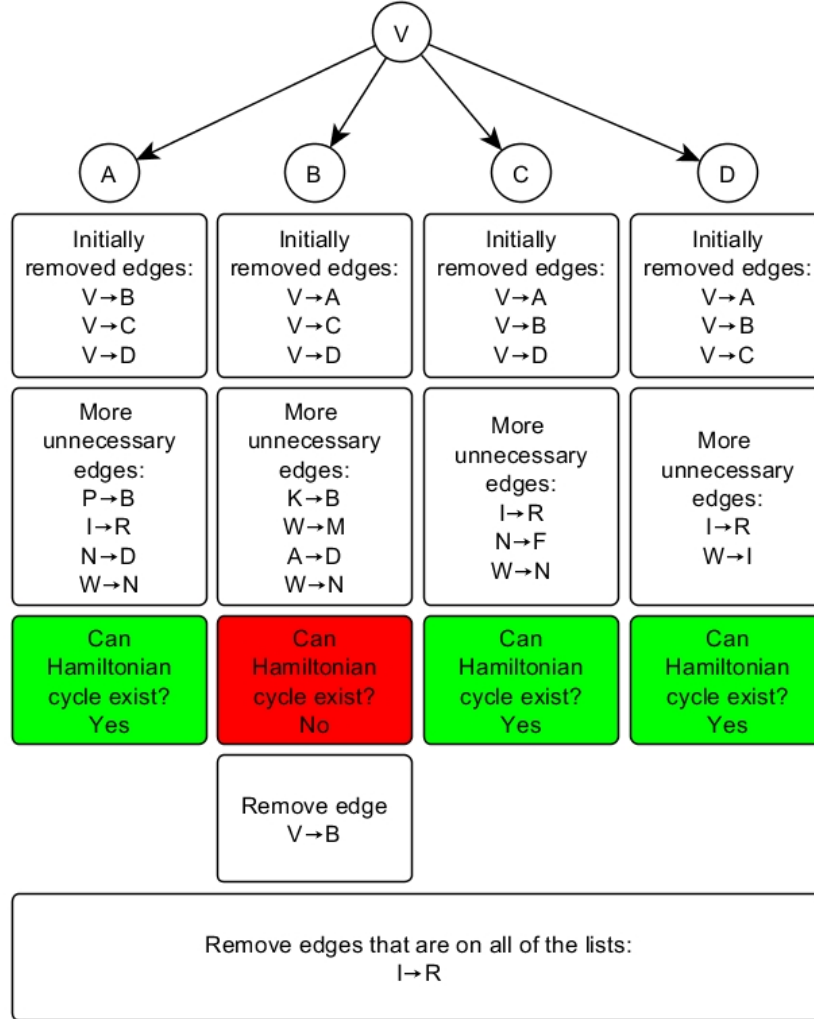 V
A
B
C
D
Initially
removed edges:
V→B
V→C
V→D
Initially
removed edges:
V→A
V→C
V→D
Initially
removed edges:
V→A
V→B
V→D
Initially
removed edges:
V→A
V→B
V→C
More
unnecessary
edges:
P→B
I→R
N→D
W→N
More
unnecessary
edges:
K→B
W→M
A→D
W→N
More
unnecessary
edges:
I→R
N→F
W→N
More
unnecessary
edges:
I→R
W→I
Can
Hamiltonian
cycle exist?
Yes
Can
Hamiltonian
cycle exist?
No
Can
Hamiltonian
cycle exist?
Yes
Can
Hamiltonian
cycle exist?
Yes
Remove edge
V→B
Remove edges that are on all of the lists:
I→R